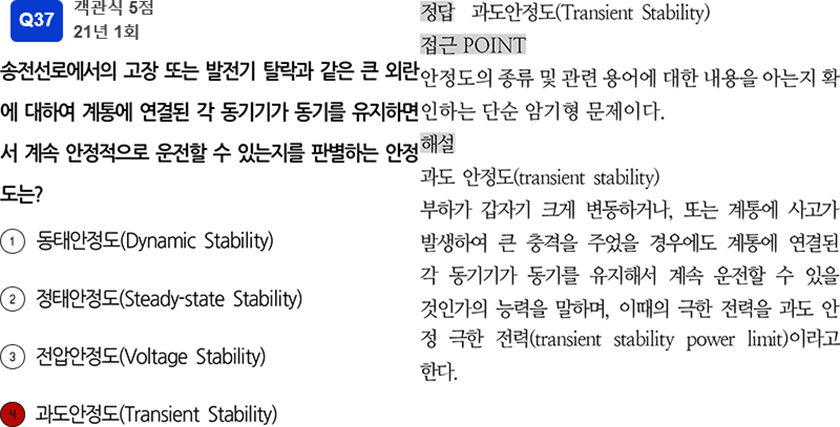 Q37
객관식 5점
21년 1회
송전선로에서의 고장 또는 발전기 탈락과 같은 큰 외란
에 대하여 계통에 연결된 각 동기기가 동기를 유지하면
서 계속 안정적으로 운전할 수 있는지를 판별하는 안정
도는?
① 동태안정도(Dynamic Stability)
② 정태안정도(Steady-state Stability)
③ 전압안정도(Voltage Stability)
④ 과도안정도(Transient Stability)
정답 과도안정도(Transient Stability)
접근 POINT
안정도의 종류 및 관련 용어에 대한 내용을 아는지 확
인하는 단순 암기형 문제이다.
해설
과도 안정도(transient stability)
부하가 갑자기 크게 변동하거나, 또는 계통에 사고가
발생하여 큰 충격을 주었을 경우에도 계통에 연결된
각 동기기가 동기를 유지해서 계속 운전할 수 있을
것인가의 능력을 말하며, 이때의 극한 전력을 과도 안
정 극한 전력(transient stability power limit)이라고
한다.